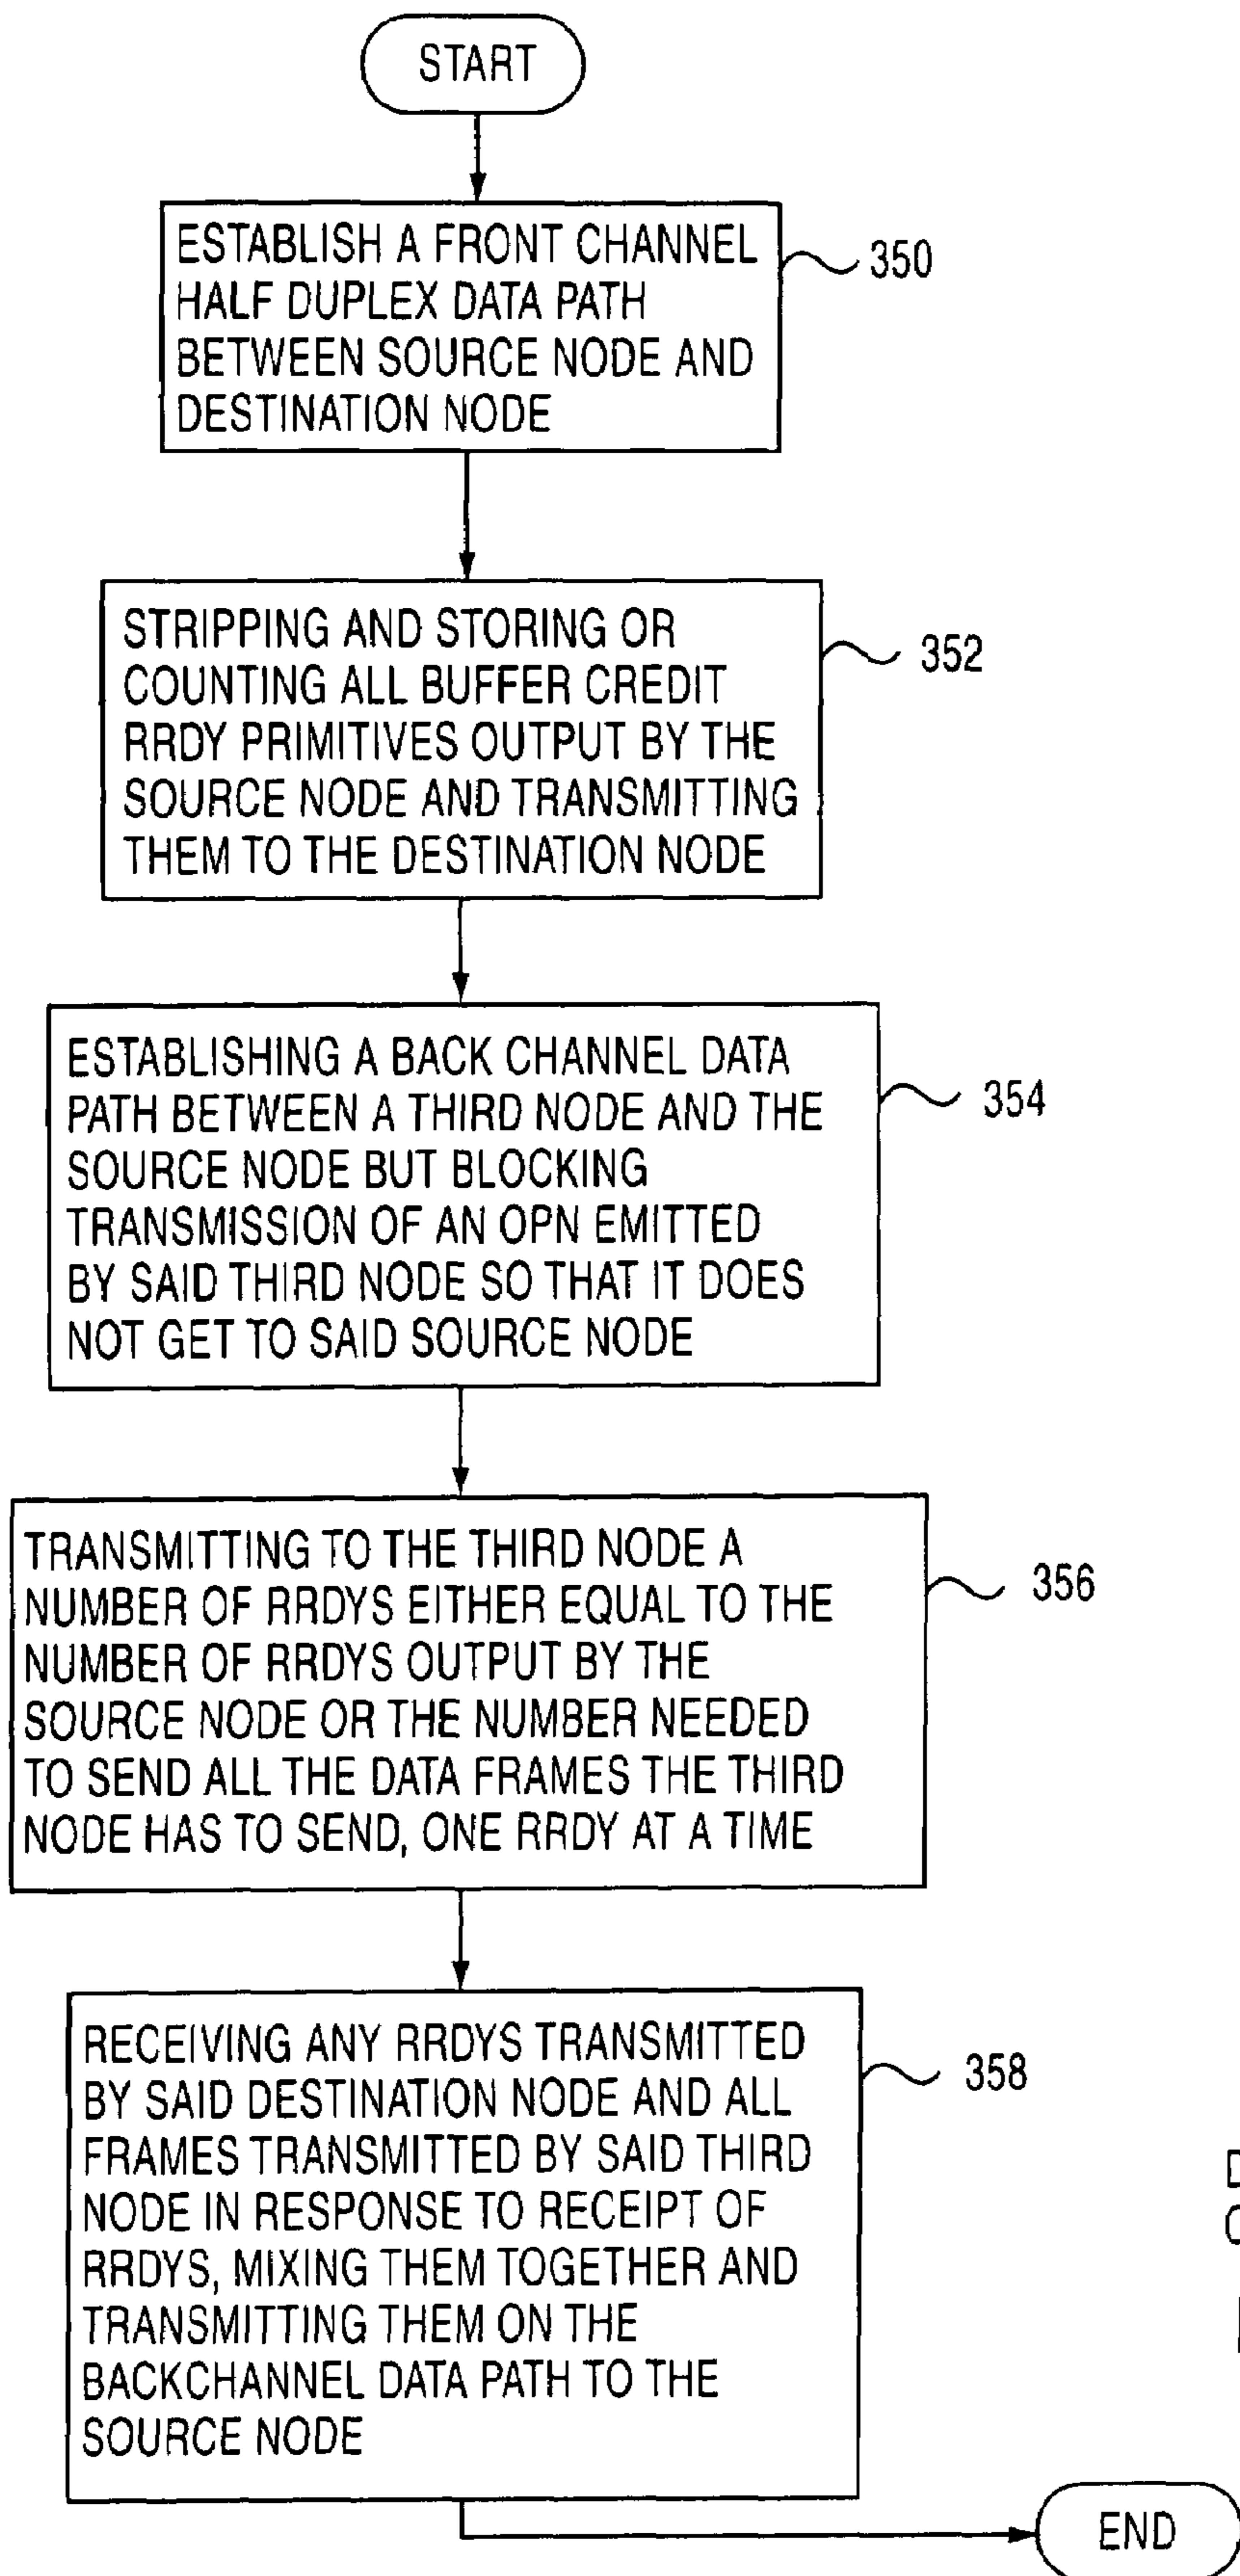 START
ESTABLISH A FRONT CHANNEL
HALF DUPLEX DATA PATH
BETWEEN SOURCE NODE AND
DESTINATION NODE
350
STRIPPING AND STORING OR
COUNTING ALL BUFFER CREDIT
RRDY PRIMITIVES OUTPUT BY THE
SOURCE NODE AND TRANSMITTING
THEM TO THE DESTINATION NODE
352
ESTABLISHING A BACK CHANNEL DATA
PATH BETWEEN A THIRD NODE AND THE
SOURCE NODE BUT BLOCKING
TRANSMISSION OF AN OPN EMITTED
BY SAID THIRD NODE SO THAT IT DOES
NOT GET TO SAID SOURCE NODE
354
TRANSMITTING TO THE THIRD NODE A
NUMBER OF RRDYS EITHER EQUAL TO THE
NUMBER OF RRDYS OUTPUT BY THE
SOURCE NODE OR THE NUMBER NEEDED
TO SEND ALL THE DATA FRAMES THE THIRD
NODE HAS TO SEND, ONE RRDY AT A TIME
356
RECEIVING ANY RRDYS TRANSMITTED
BY SAID DESTINATION NODE AND ALL
FRAMES TRANSMITTED BY SAID THIRD
NODE IN RESPONSE TO RECEIPT OF
RRDYS, MIXING THEM TOGETHER AND
TRANSMITTING THEM ON THE
BACKCHANNEL DATA PATH TO THE
SOURCE NODE
358
END